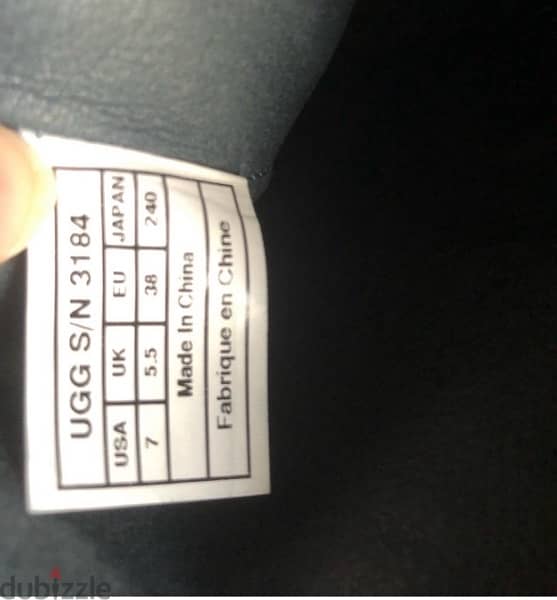 UGG S/N 3184
USA UK EU JAPAN
7 5.5 38 240
Made In China
Fabrique en Chine
dubizzle